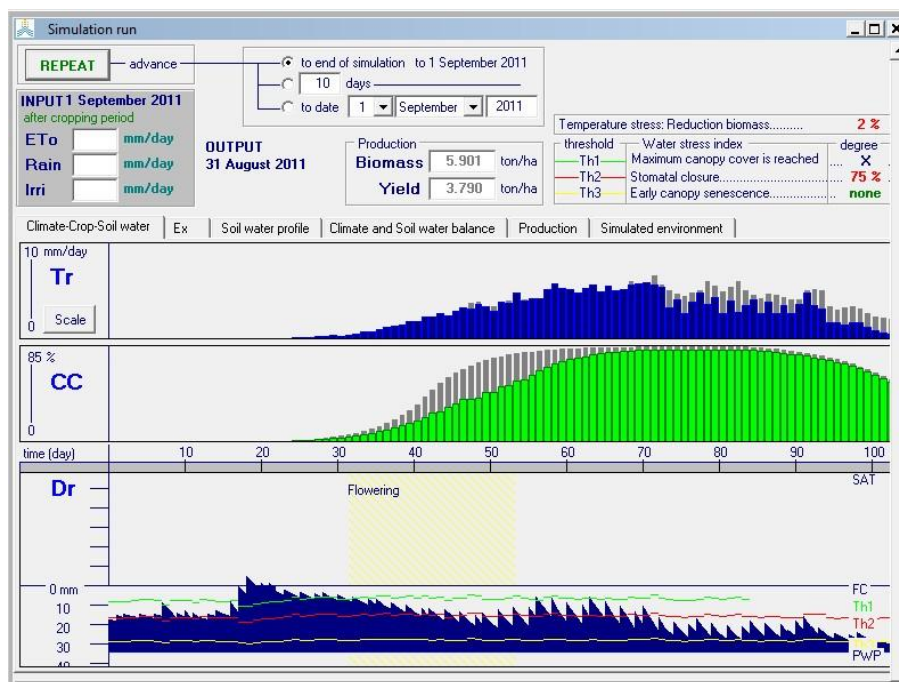 Simulation run
REPEAT
advance
to end of simulation to 1 September 2011
10 days
to date 1 September 2011
INPUT 1 September 2011
after cropping period
ETo mm/day
Rain mm/day
Irri mm/day
OUTPUT
31 August 2011
Production
Biomass 5.901 ton/ha
Yield 3.790 ton/ha
Temperature stress: Reduction biomass......... 2 %
threshold Water stress index degree
Th1 Maximum canopy cover is reached .... X
Th2 Stomatal closure........................ 75 %
Th3 Early canopy senescence................. none
Climate-Crop-Soil water Ex Soil water profile Climate and Soil water balance Production Simulated environment
10 mm/day
Tr
0 Scale
85 %
CC
0
time (day) 10 20 30 40 50 60 70 80 90 100
Dr SAT
Flowering
0 mm FC
10 Th1
20 Th2
30
PWP
40